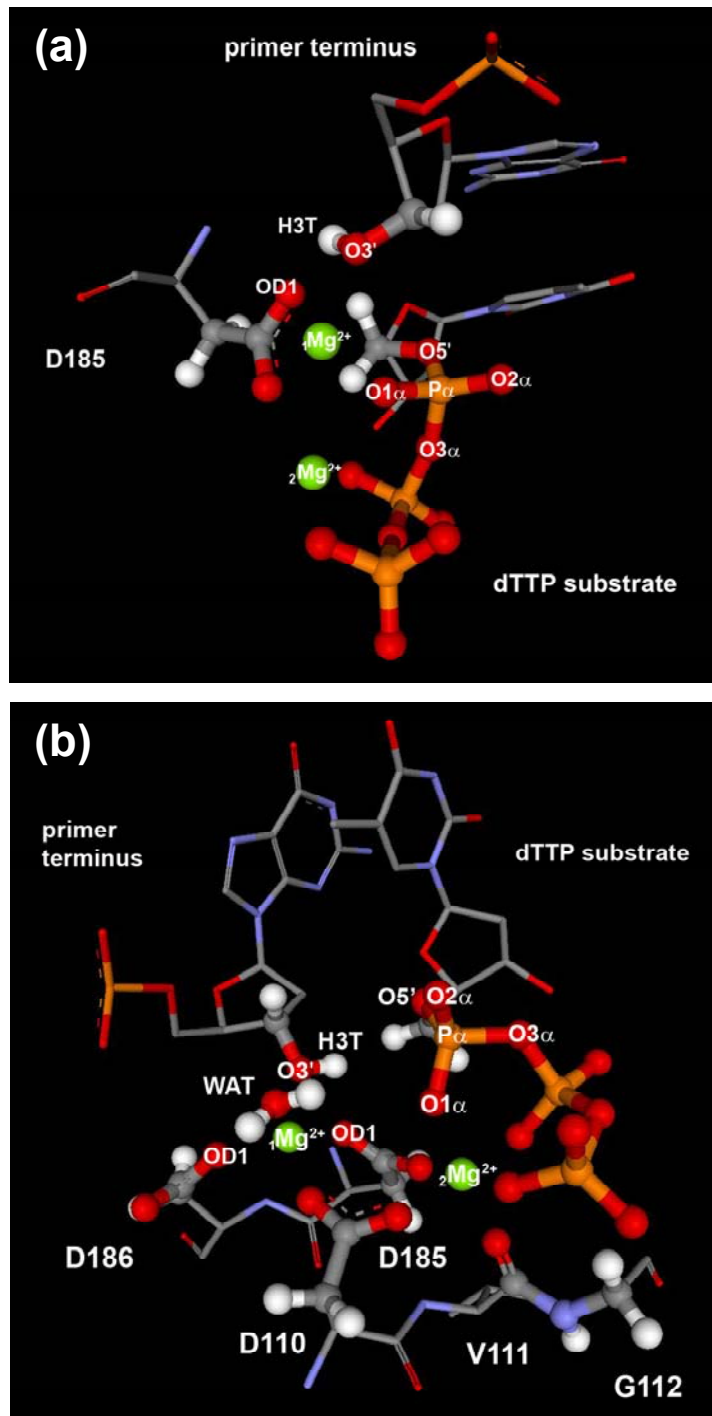 (a)
primer terminus
H3T
O3'
OD1
D185
₁Mg²⁺
O5'
O1α
Pα
O2α
O3α
₂Mg²⁺
dTTP substrate
(b)
primer
terminus
dTTP substrate
O5'
O2α
H3T
Pα
O3α
O3'
WAT
O1α
₁Mg²⁺
OD1
OD1
₂Mg²⁺
D186
D185
D110
V111
G112